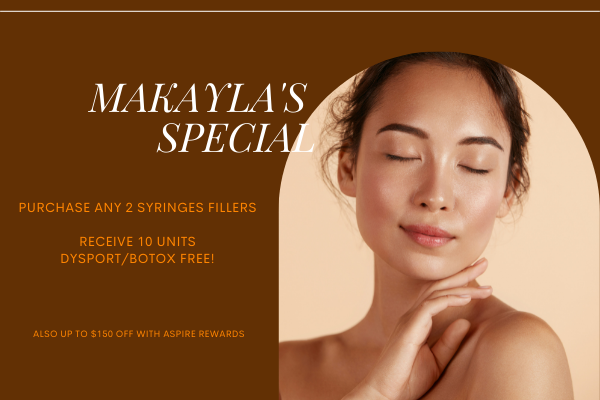 MAKAYLA'S
SPECIAL
PURCHASE ANY 2 SYRINGES FILLERS
RECEIVE 10 UNITS
DYSPORT/BOTOX FREE!
ALSO UP TO $150 OFF WITH ASPIRE REWARDS